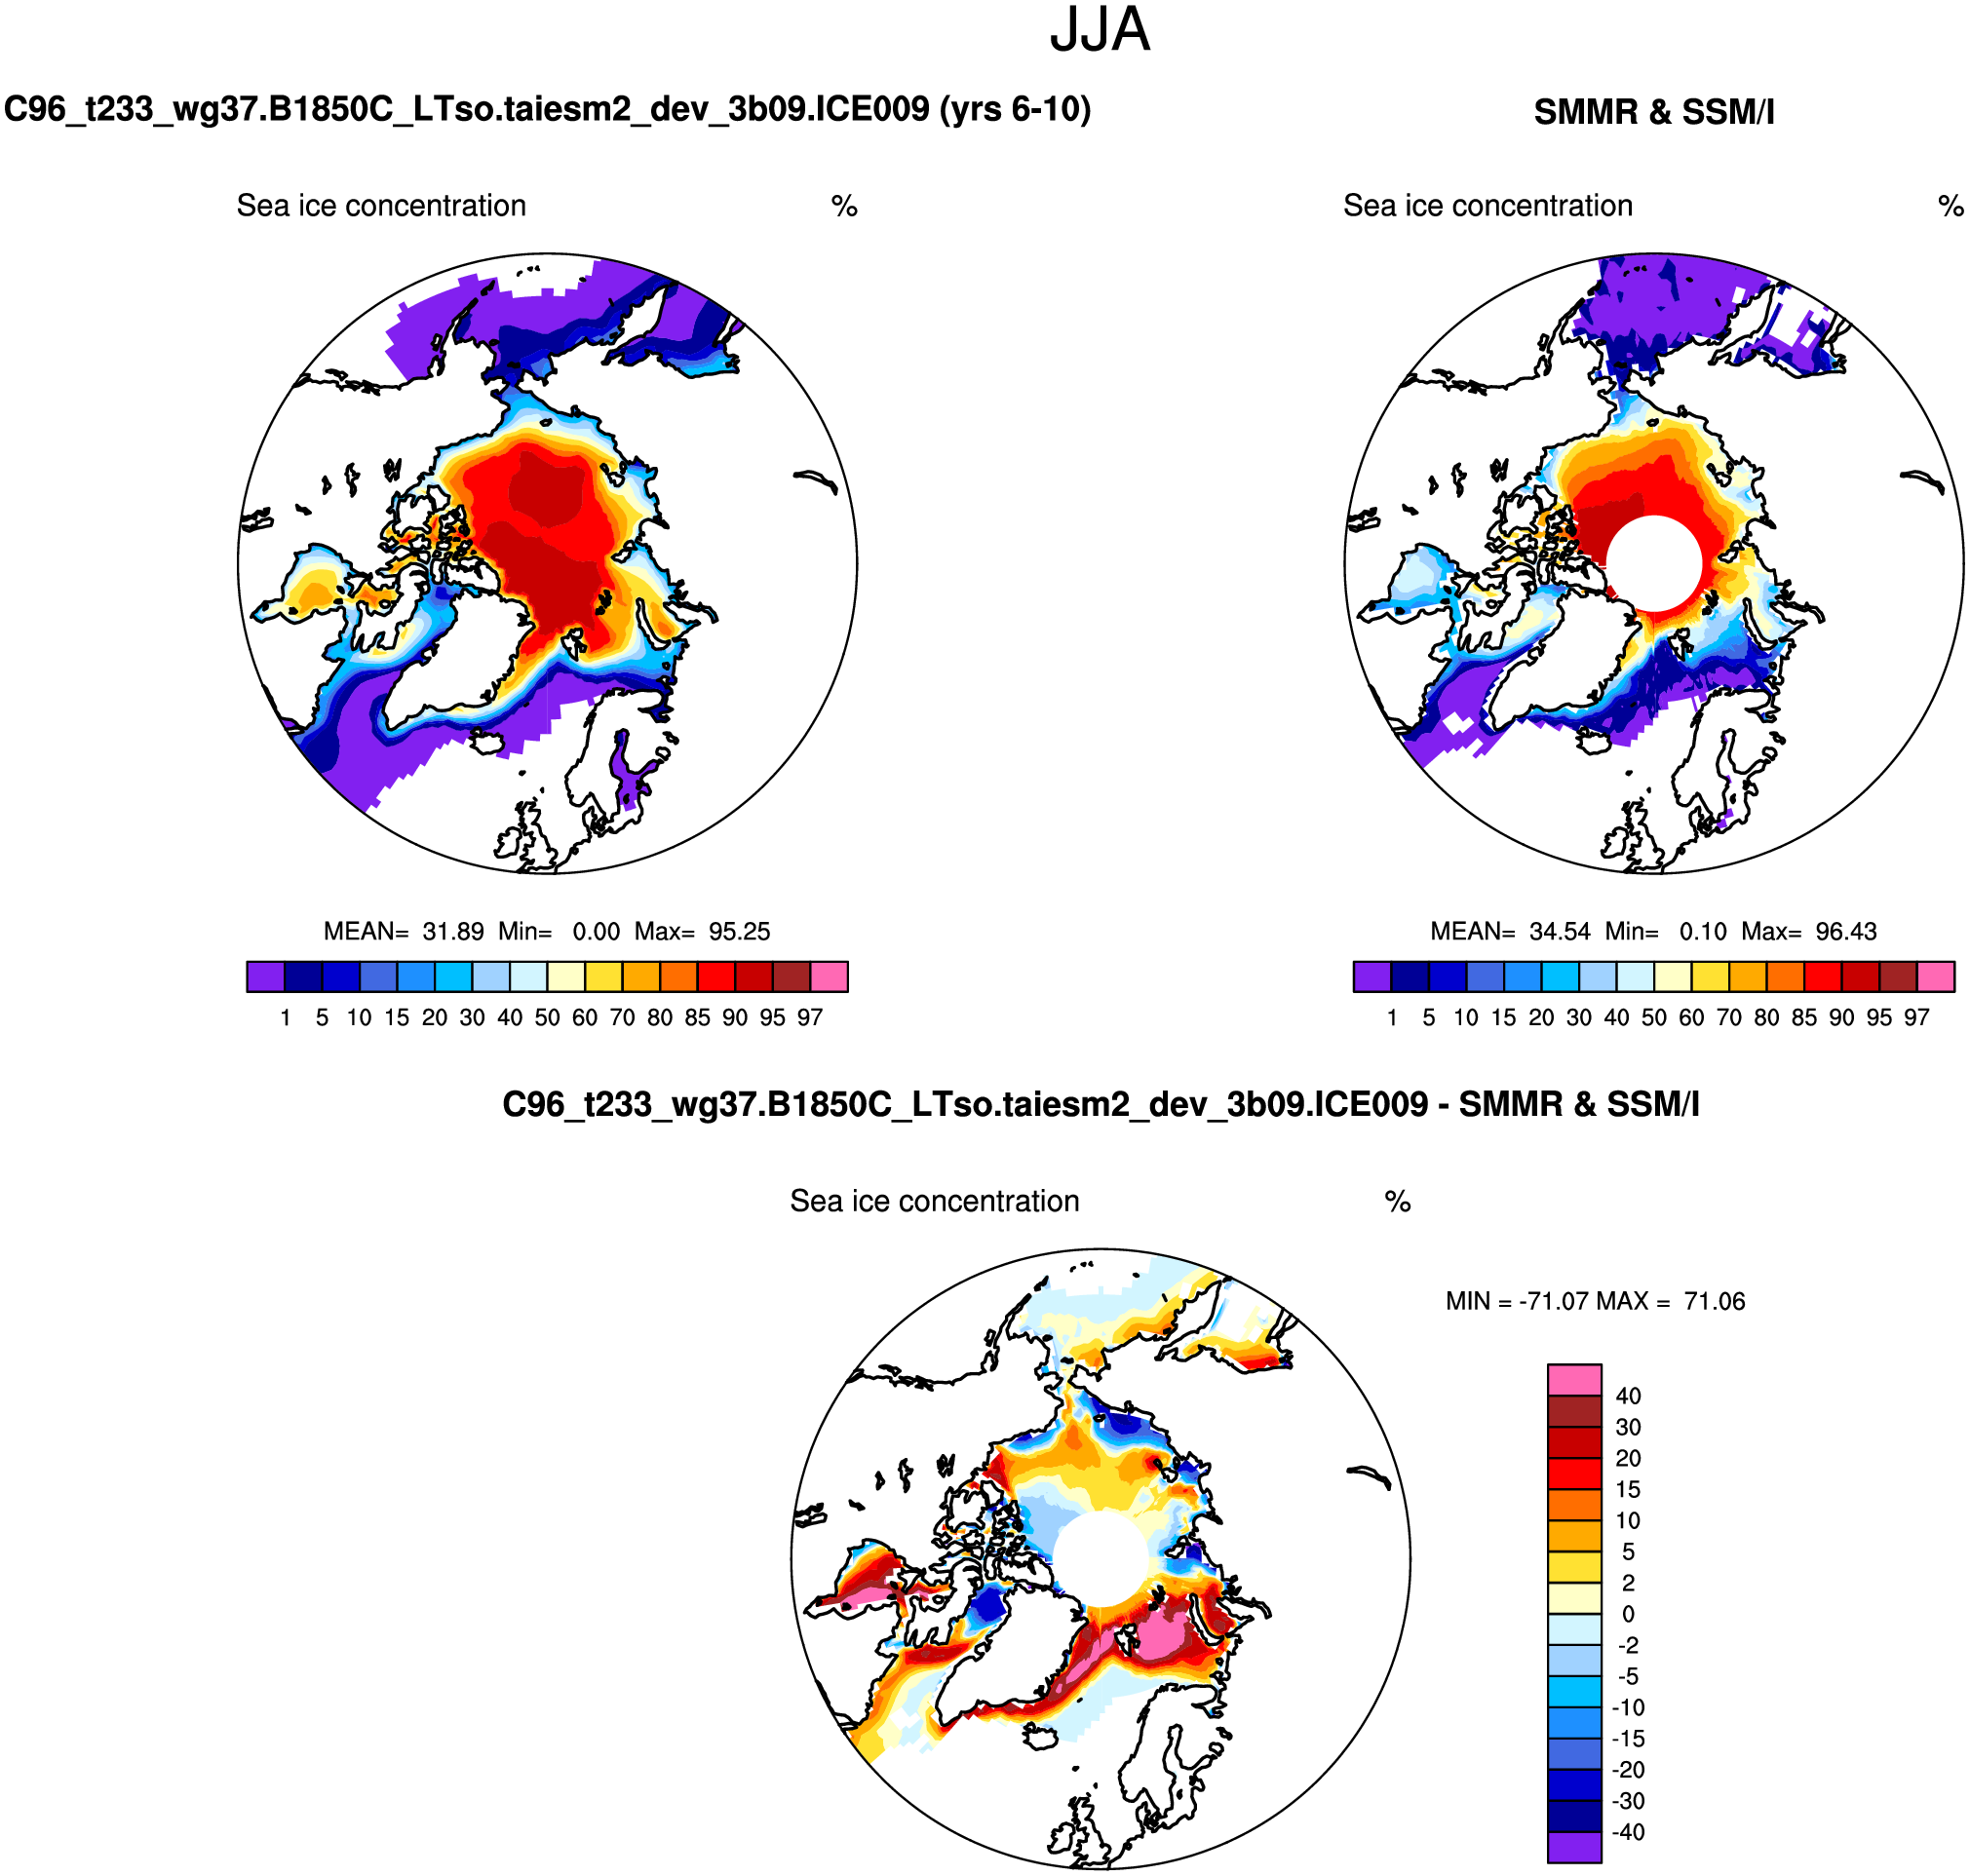 JJA
C96_t233_wg37.B1850C_LTso.taiesm2_dev_3b09.ICE009 (yrs 6-10)
SMMR & SSM/I
Sea ice concentration %
Sea ice concentration %
MEAN= 31.89 Min= 0.00 Max= 95.25
MEAN= 34.54 Min= 0.10 Max= 96.43
1 5 10 15 20 30 40 50 60 70 80 85 90 95 97
1 5 10 15 20 30 40 50 60 70 80 85 90 95 97
C96_t233_wg37.B1850C_LTso.taiesm2_dev_3b09.ICE009 - SMMR & SSM/I
Sea ice concentration %
MIN = -71.07 MAX = 71.06
40
30
20
15
10
5
2
0
-2
-5
-10
-15
-20
-30
-40